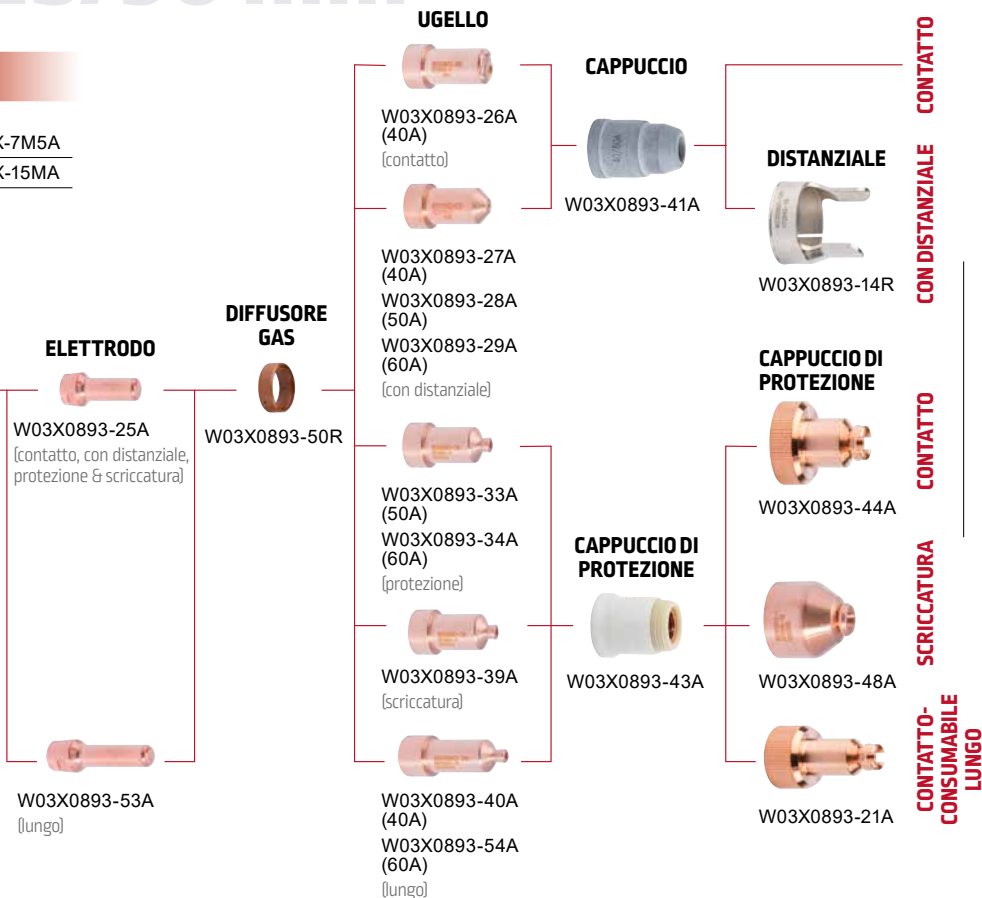 UGELLO
W03X0893-26A
(40A)
(contatto)
W03X0893-27A
(40A)
W03X0893-28A
(50A)
W03X0893-29A
(60A)
(con distanziale)
W03X0893-33A
(50A)
W03X0893-34A
(60A)
(protezione)
W03X0893-39A
(scriccatura)
W03X0893-40A
(40A)
W03X0893-54A
(60A)
(lungo)
X-7M5A
X-15MA
ELETTRODO
W03X0893-25A
(contatto, con distanziale,
protezione & scriccatura)
W03X0893-53A
(lungo)
DIFFUSORE
GAS
W03X0893-50R
CAPPUCCIO
W03X0893-41A
CAPPUCCIO DI
PROTEZIONE
W03X0893-43A
DISTANZIALE
W03X0893-14R
CAPPUCCIO DI
PROTEZIONE
W03X0893-44A
W03X0893-48A
W03X0893-21A
CONTATTO
CON DISTANZIALE
CONTATTO
SCRICCATURA
CONTATTO-
CONSUMABILE
LUNGO